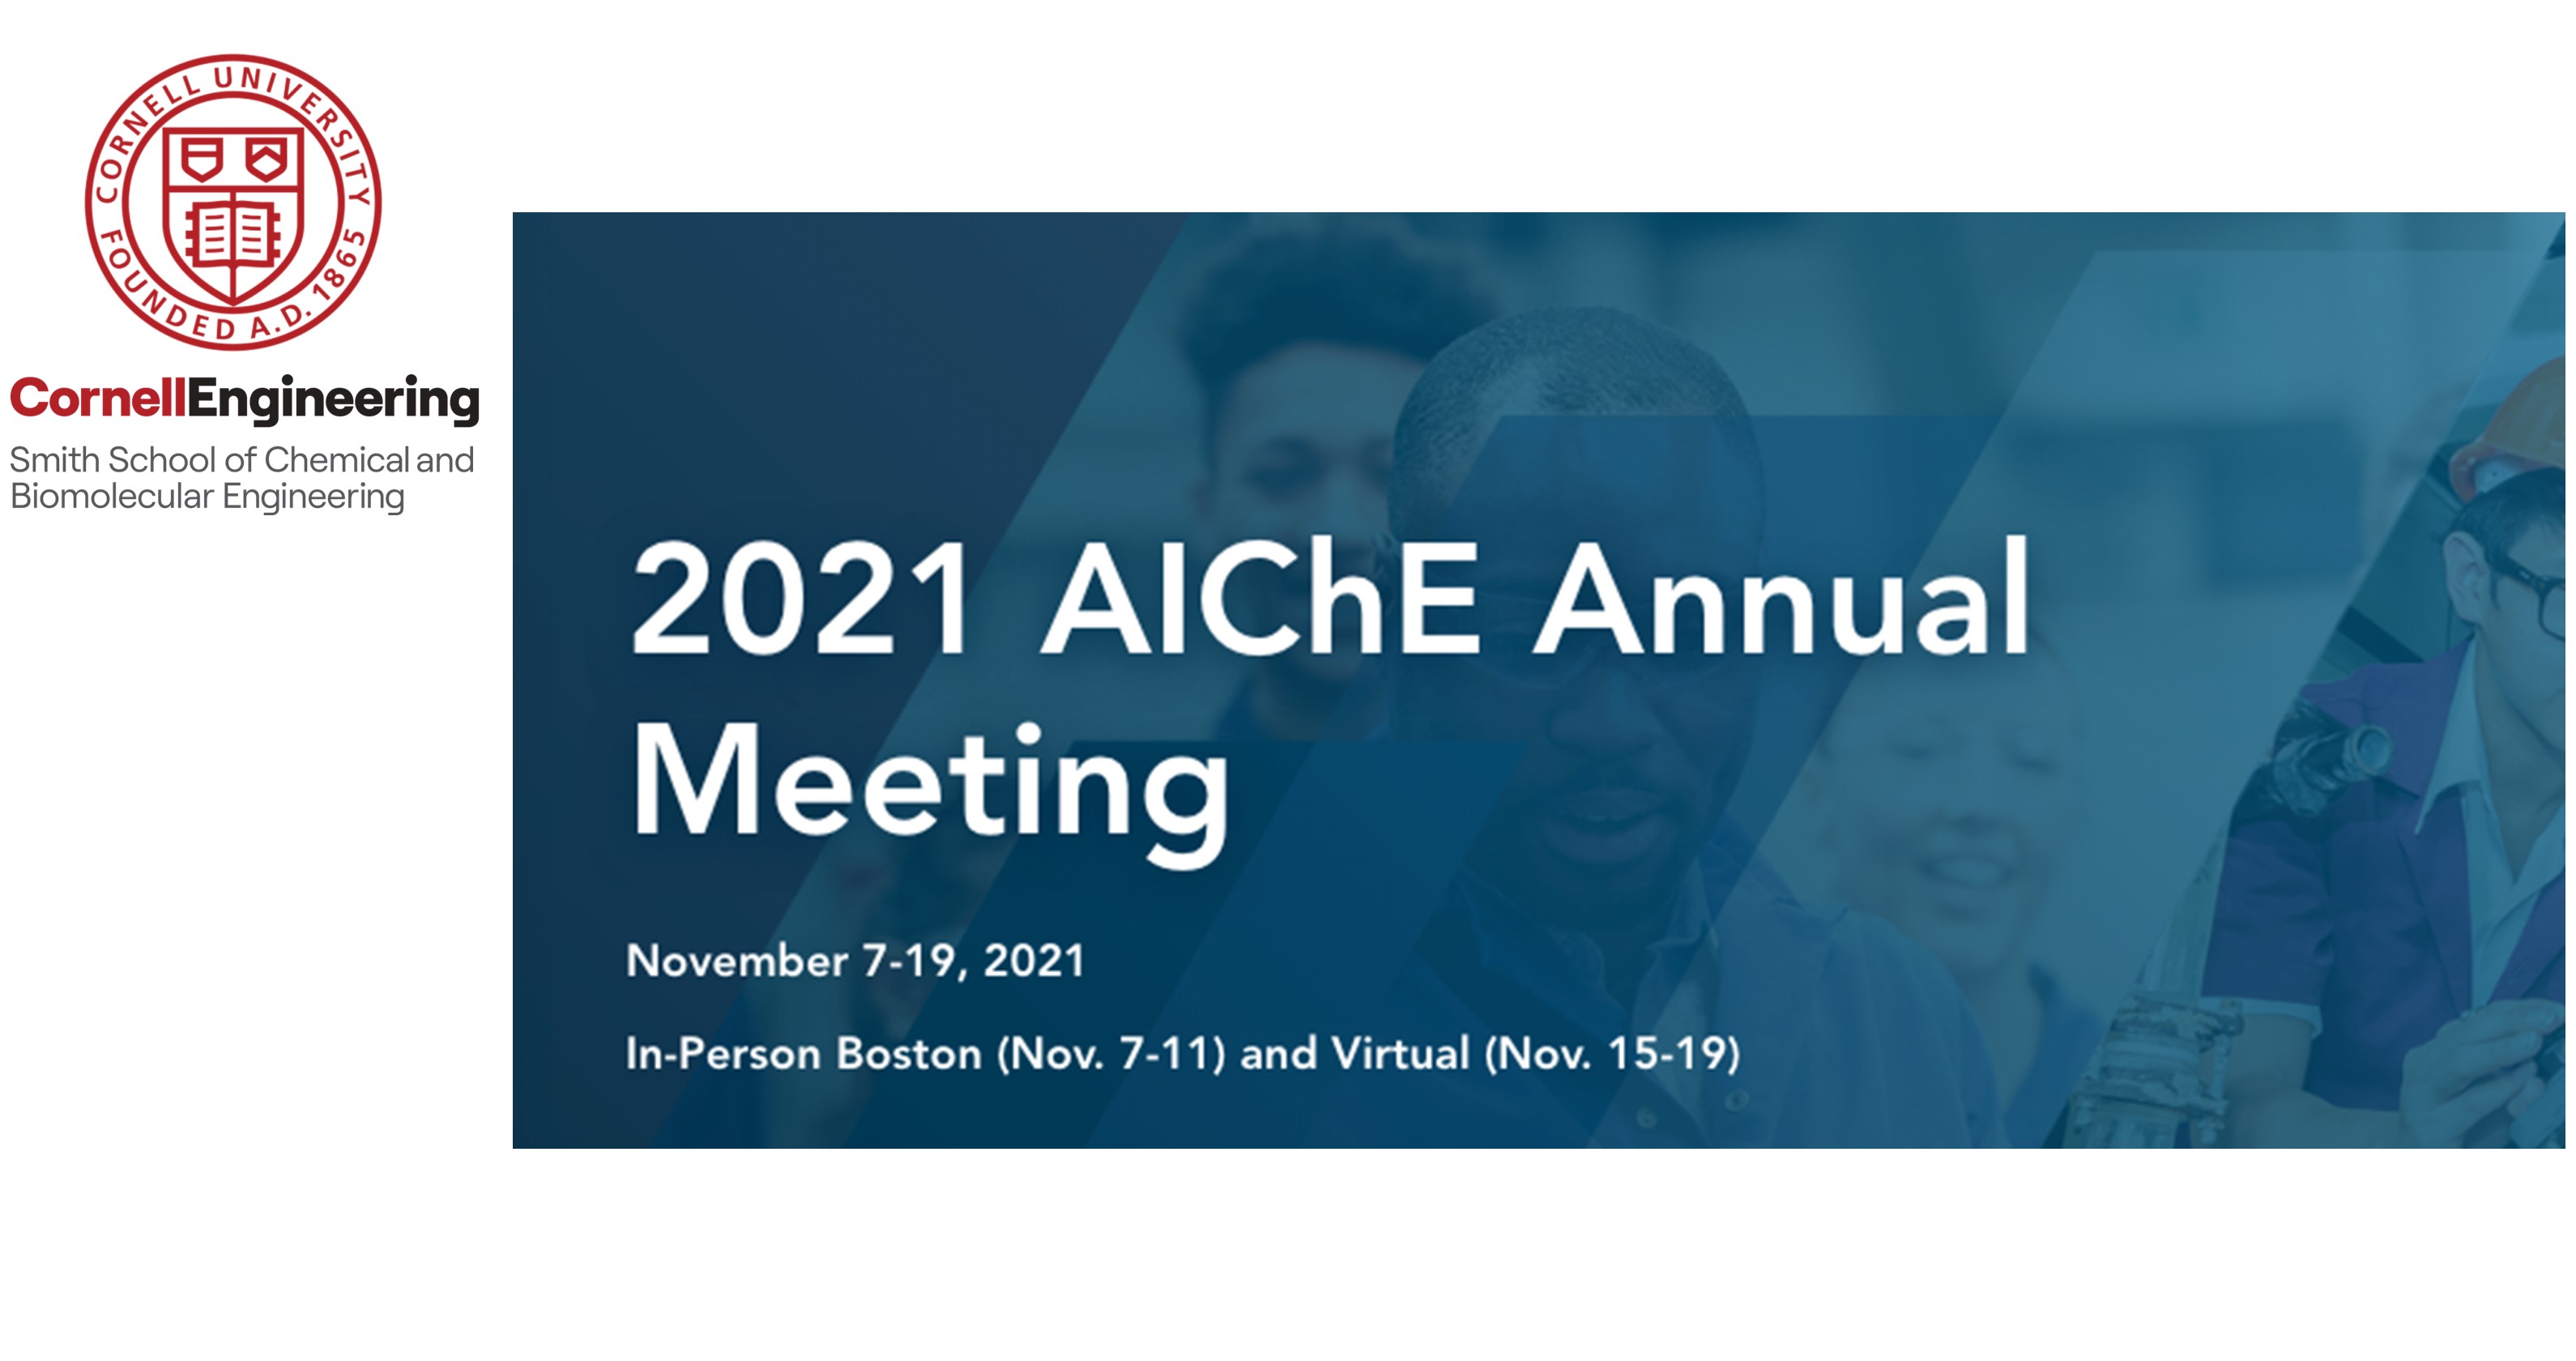 CORNELL UNIVERSITY
FOUNDED A.D. 1865
CornellEngineering
Smith School of Chemical and
Biomolecular Engineering
2021 AIChE Annual
Meeting
November 7-19, 2021
In-Person Boston (Nov. 7-11) and Virtual (Nov. 15-19)